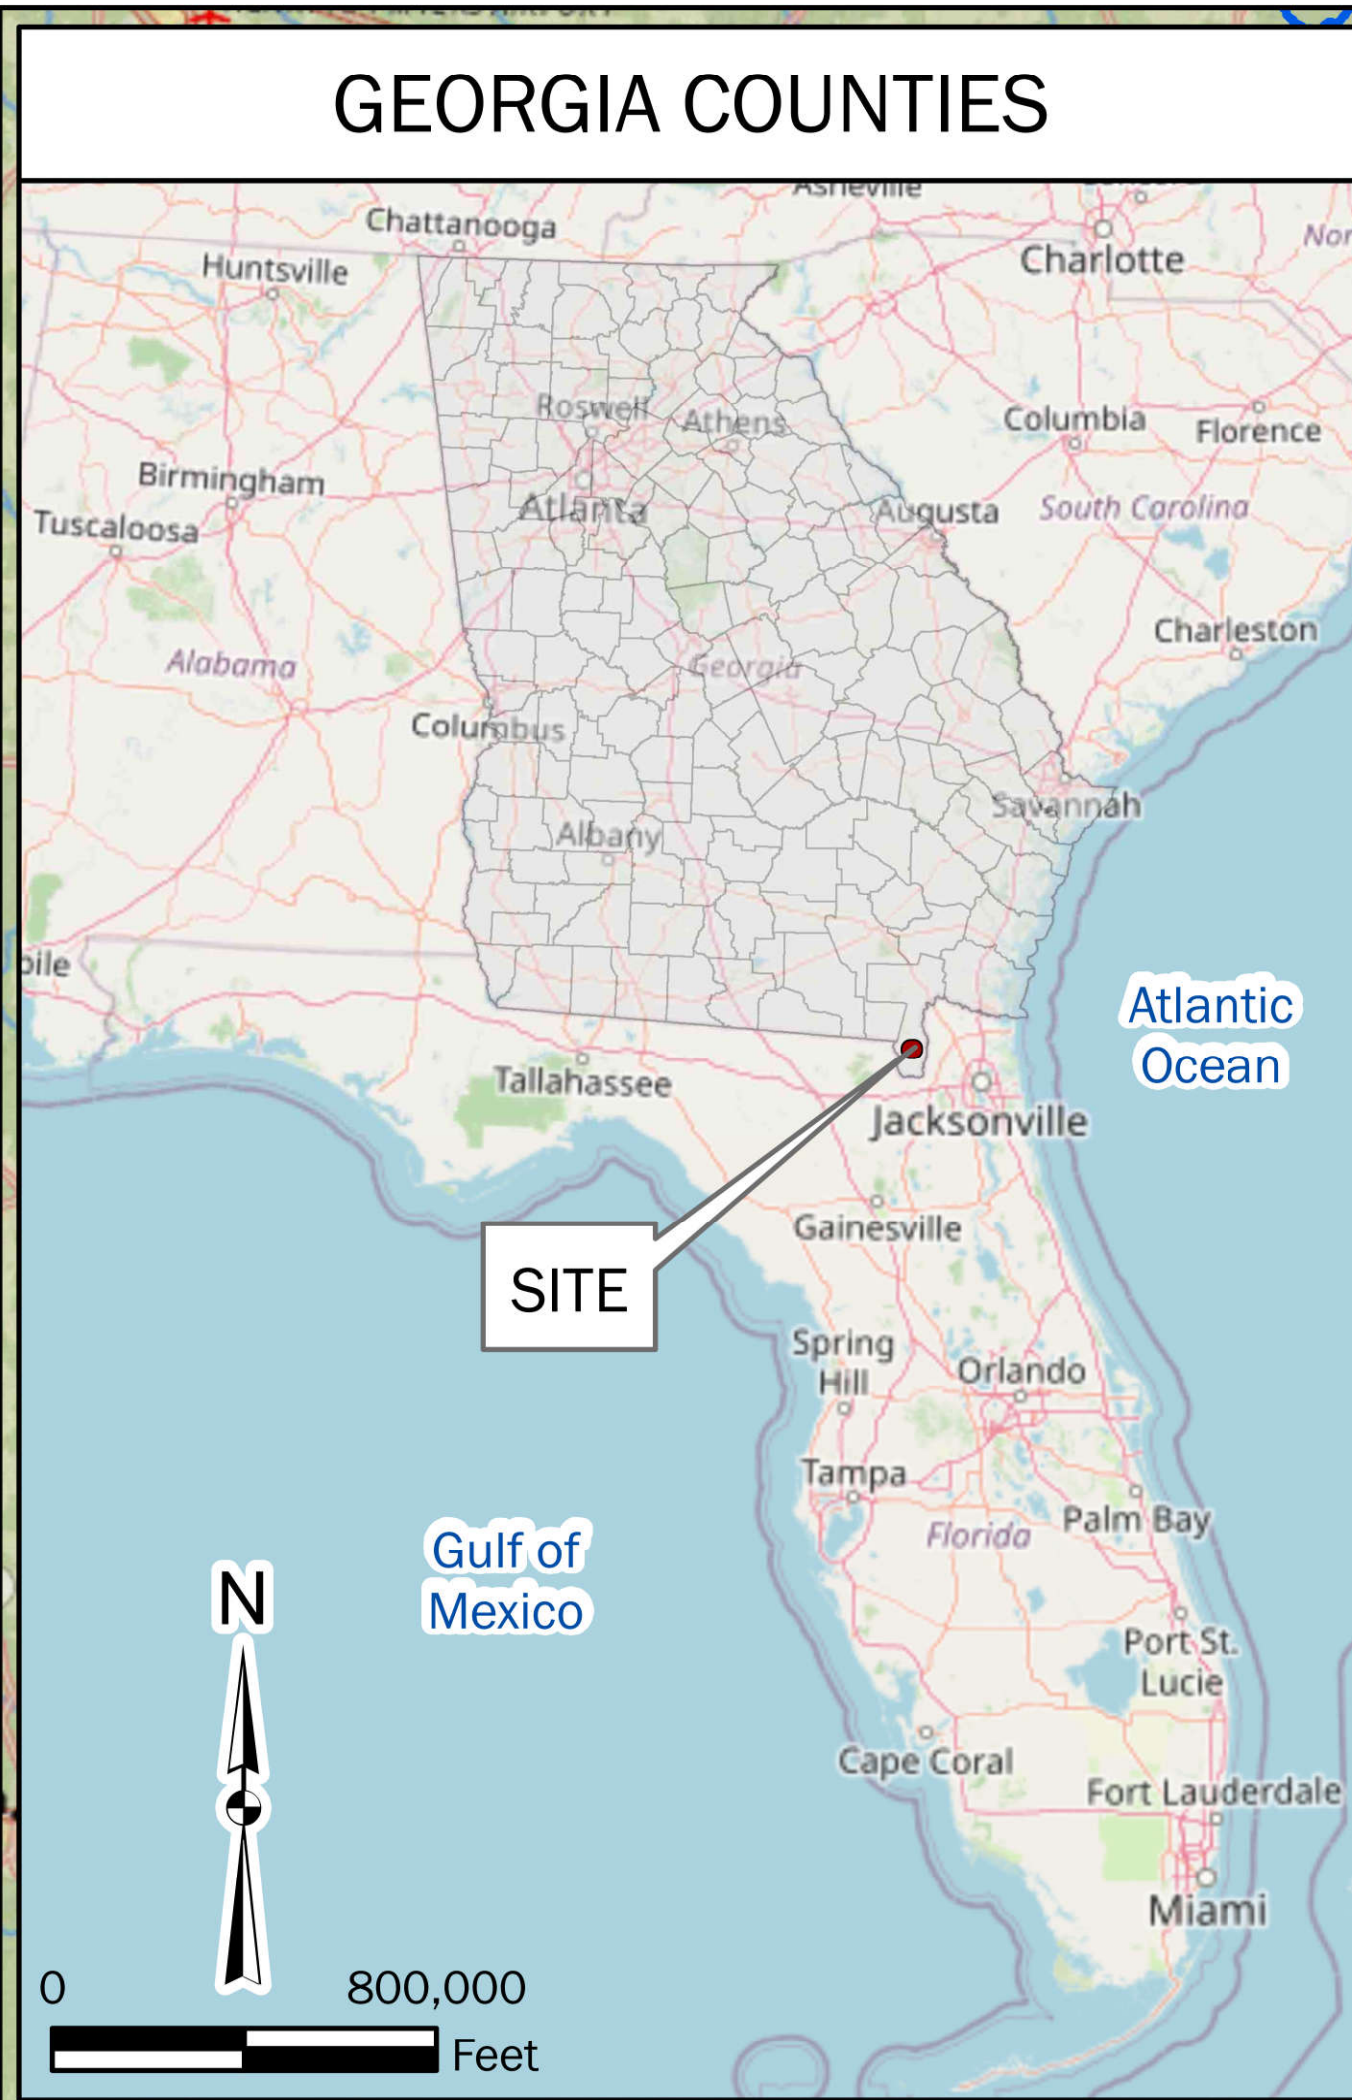 GEORGIA COUNTIES
Asheville
Chattanooga
Charlotte
Huntsville
Roswell
Athens
Columbia
Florence
Birmingham
Atlanta
Augusta
South Carolina
Tuscaloosa
Charleston
Alabama
Georgia
Columbus
Savannah
Albany
Atlantic
Ocean
Tallahassee
Jacksonville
Gainesville
SITE
Spring
Hill
Orlando
Tampa
Palm Bay
Florida
Gulf of
Mexico
N
Port St.
Lucie
Cape Coral
Fort Lauderdale
Miami
0
800,000
Feet